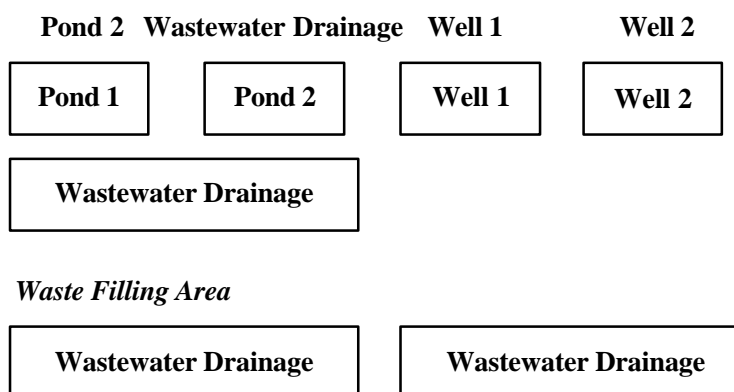 Pond 2 Wastewater Drainage Well 1 Well 2
Pond 1 Pond 2 Well 1 Well 2
Wastewater Drainage
Waste Filling Area
Wastewater Drainage Wastewater Drainage